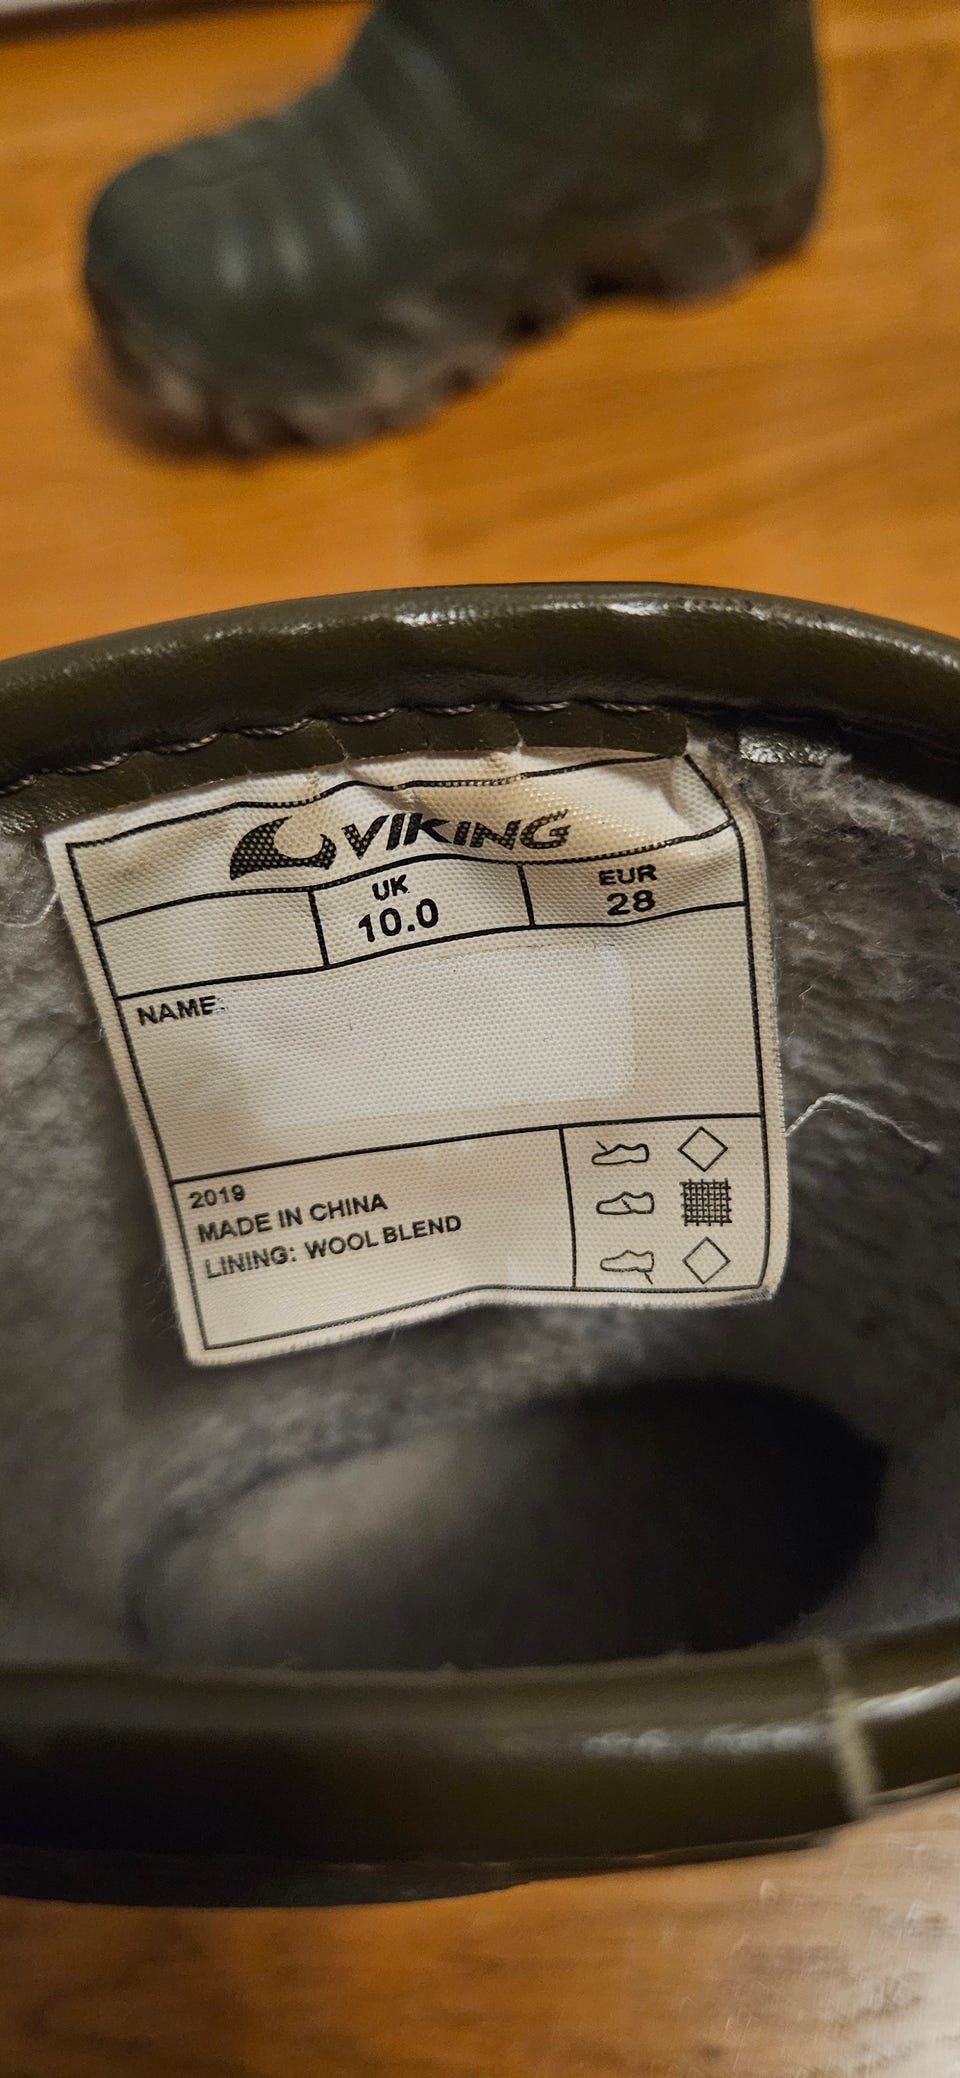 VIKING
UK
10.0
EUR
28
NAME:
2019
MADE IN CHINA
LINING: WOOL BLEND